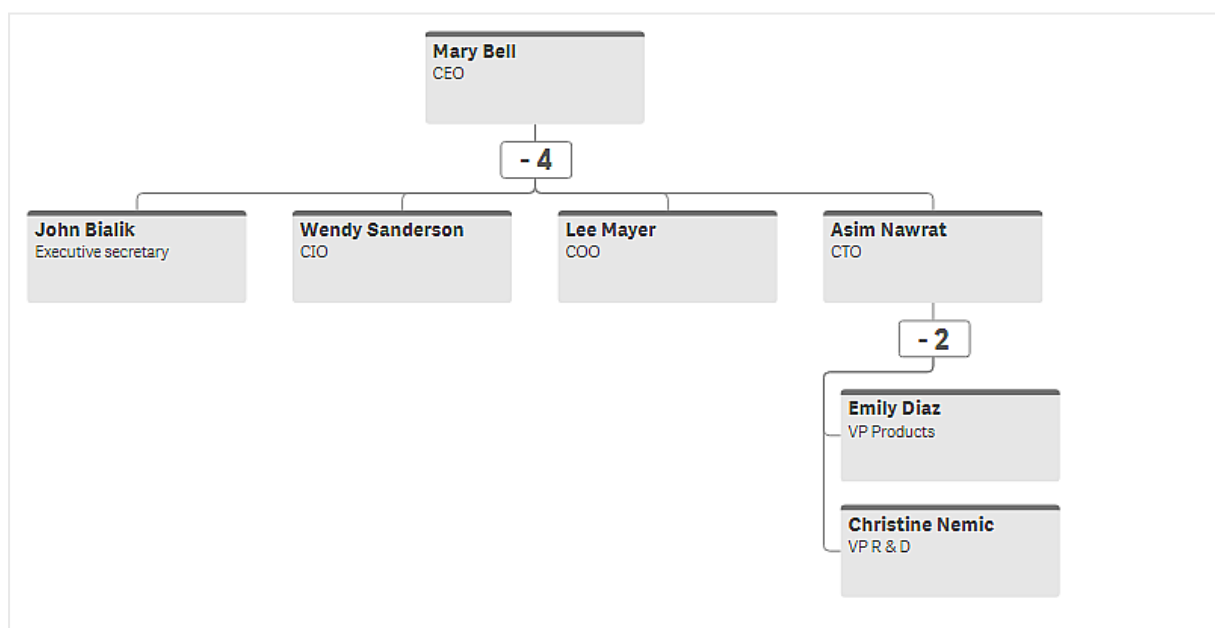 Mary Bell
CEO
- 4
John Bialik
Executive secretary
Wendy Sanderson
CIO
Lee Mayer
COO
Asim Nawrat
CTO
- 2
Emily Diaz
VP Products
Christine Nemic
VP R & D